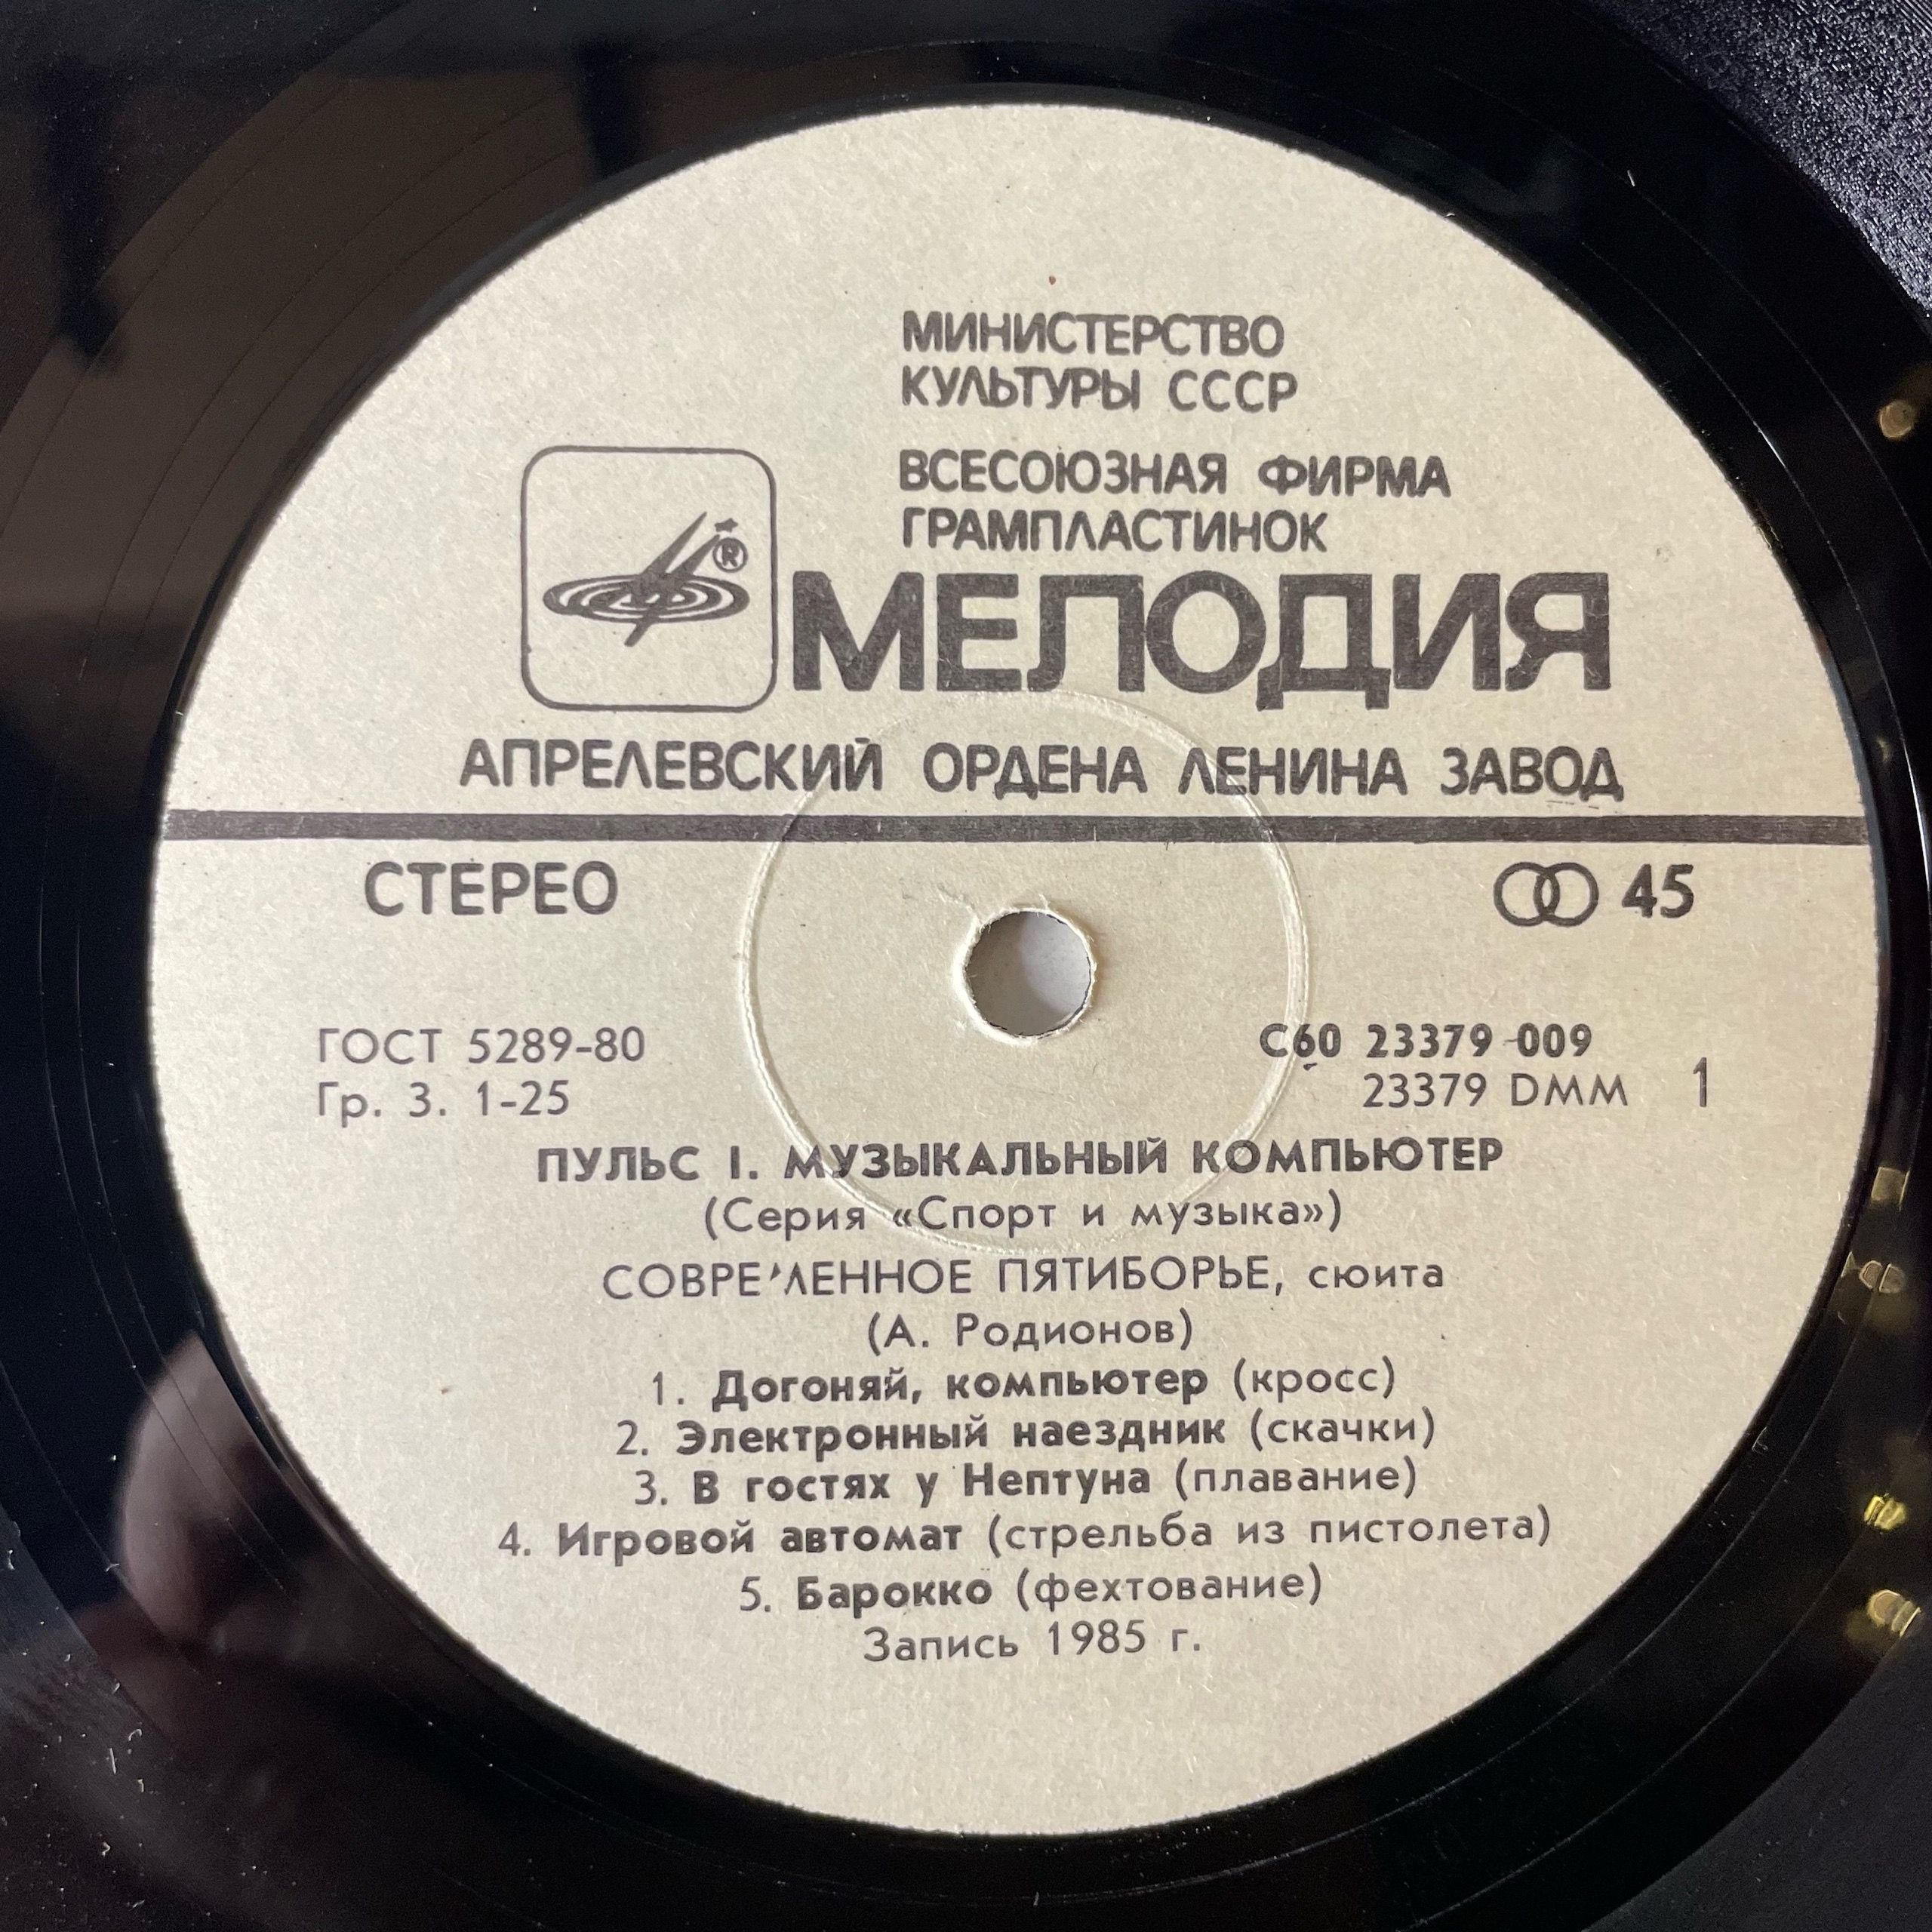 МИНИСТЕРСТВО
КУЛЬТУРЫ СССР
ВСЕСОЮЗНАЯ ФИРМА
ГРАМПЛАСТИНОК
®
МЕЛОДИЯ
АПРЕЛЕВСКИЙ ОРДЕНА ЛЕНИНА ЗАВОД
СТЕРЕО
45
ГОСТ 5289-80
Гр. 3. 1-25
С60 23379-009
23379 DMM 1
ПУЛЬС I. МУЗЫКАЛЬНЫЙ КОМПЬЮТЕР
(Серия «Спорт и музыка»)
СОВРЕМЕННОЕ ПЯТИБОРЬЕ, сюита
(А. Родионов)
1. Догоняй, компьютер (кросс)
2. Электронный наездник (скачки)
3. В гостях у Нептуна (плавание)
4. Игровой автомат (стрельба из пистолета)
5. Барокко (фехтование)
Запись 1985 г.